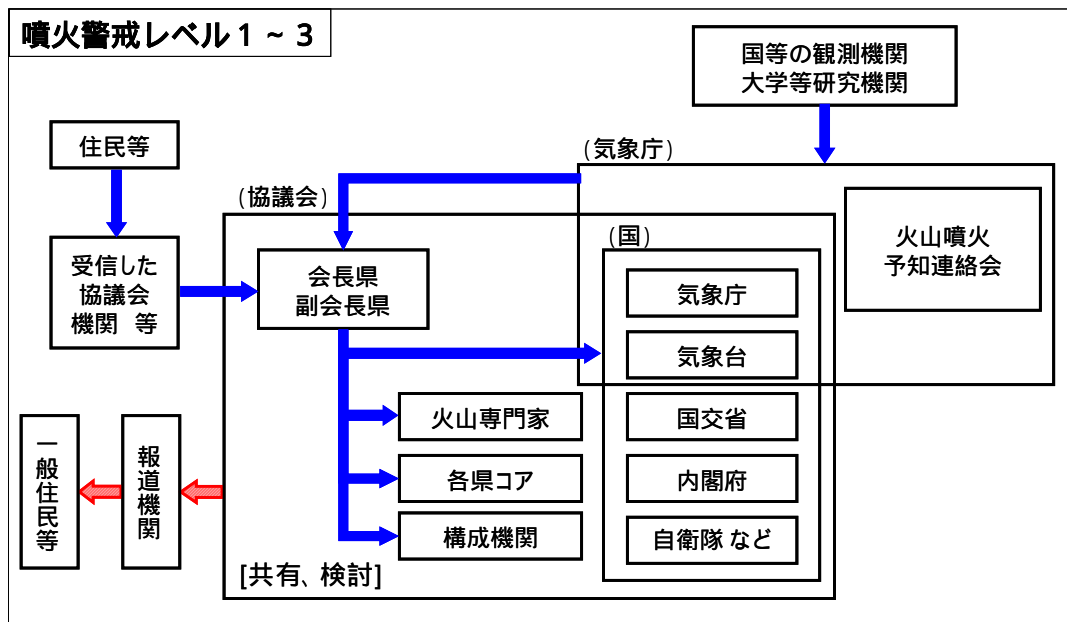 噴火警戒レベル１～３
国等の観測機関
大学等研究機関
住民等
(気象庁)
(協議会)
(国)
火山噴火
予知連絡会
受信した
協議会
機関　等
会長県
副会長県
気象庁
気象台
火山専門家
国交省
各県コア
内閣府
構成機関
自衛隊 など
一般住民等
報道機関
[共有、検討]